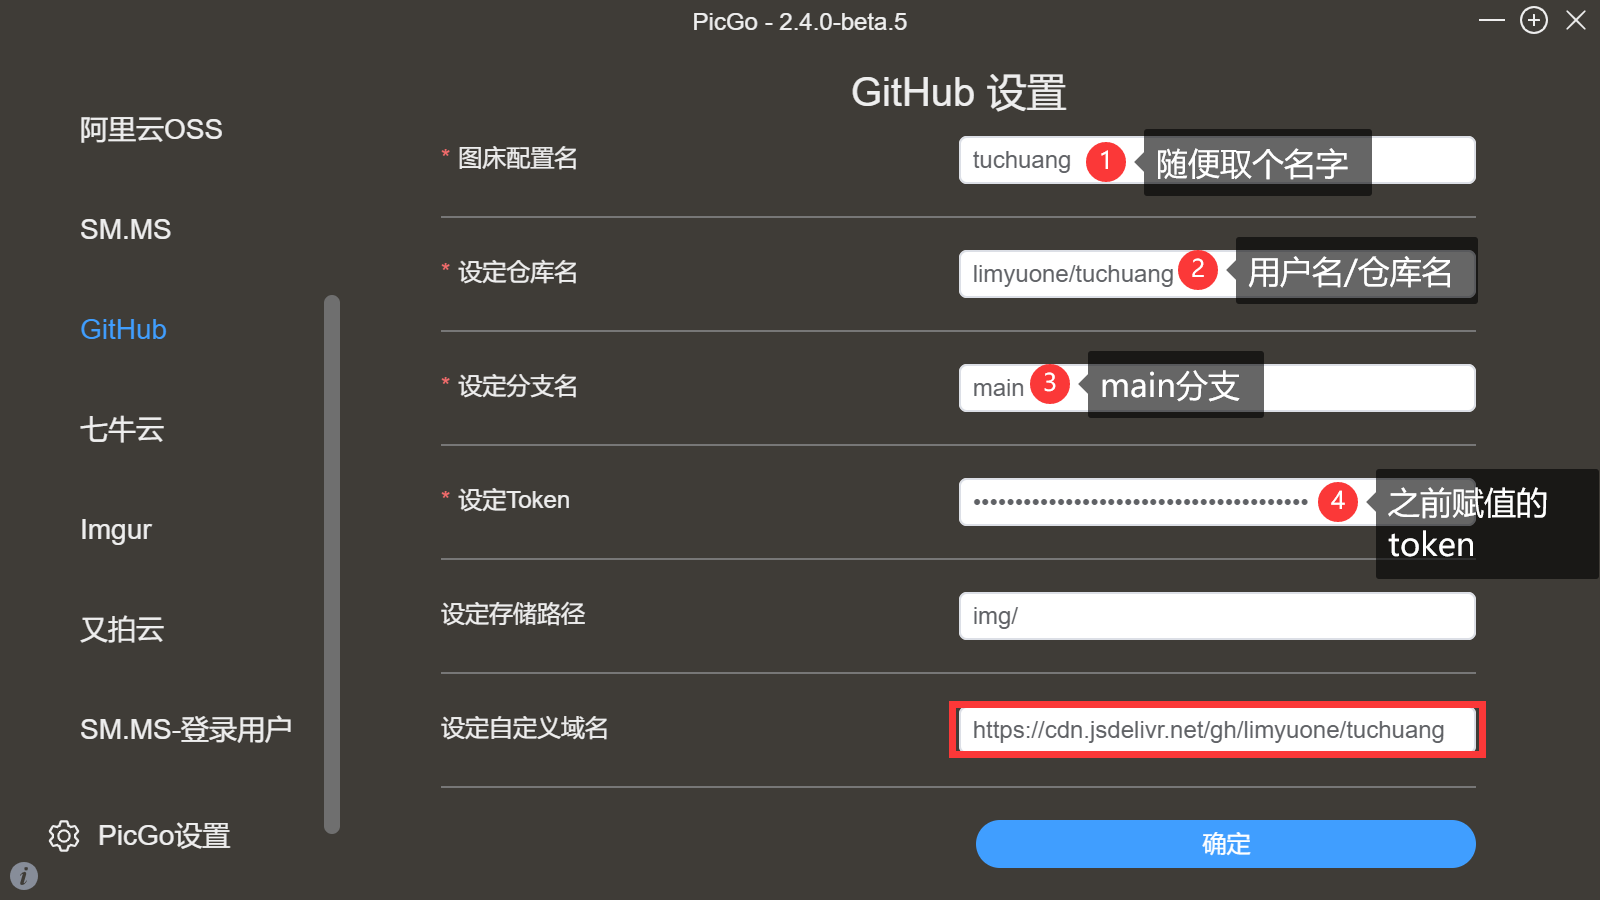 PicGo - 2.4.0-beta.5
GitHub 设置
阿里云OSS
SM.MS
GitHub
七牛云
Imgur
又拍云
SM.MS-登录用户
PicGo设置
* 图床配置名
tuchuang
1
随便取个名字
* 设定仓库名
limyuone/tuchuang
2
用户名/仓库名
* 设定分支名
main
3
main分支
* 设定Token
4
之前赋值的
token
设定存储路径
img/
设定自定义域名
https://cdn.jsdelivr.net/gh/limyuone/tuchuang
确定